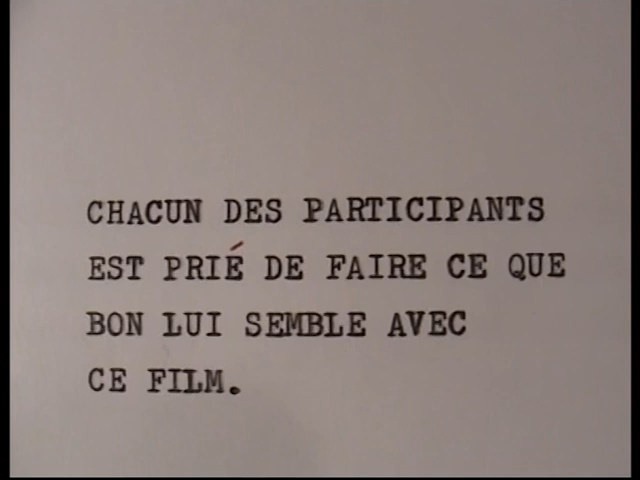 CHACUN DES PARTICIPANTS
EST PRIÉ DE FAIRE CE QUE
BON LUI SEMBLE AVEC
CE FILM.